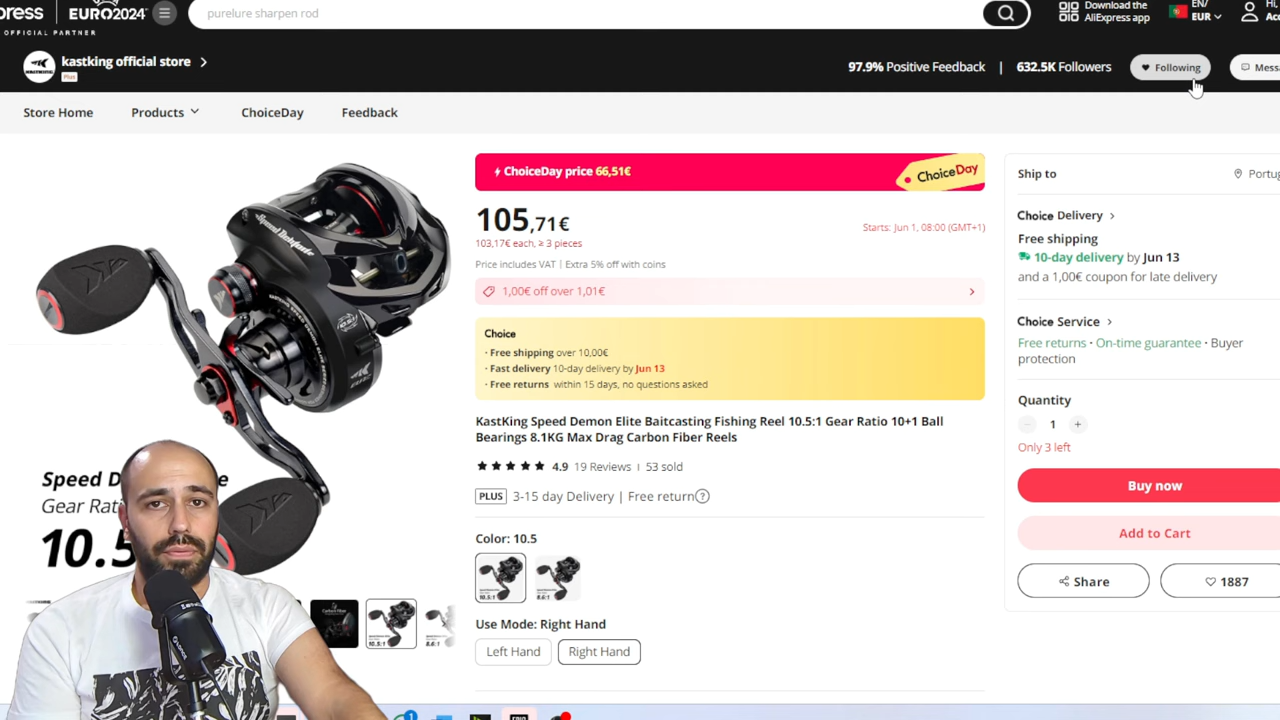 press
EURO2024
OFFICIAL PARTNER
purelure sharpen rod
Download the
AliExpress app
EN/
EUR
Hi,
Acc
kastking official store
Plus
97.9% Positive Feedback | 632.5K Followers
Following
Mess
Store Home
Products
ChoiceDay
Feedback
ChoiceDay price 66,51€
ChoiceDay
105,71€
Starts: Jun 1, 08:00 (GMT+1)
103,17€ each, ≥ 3 pieces
Price includes VAT | Extra 5% off with coins
1,00€ off over 1,01€
Choice
· Free shipping over 10,00€
· Fast delivery 10-day delivery by Jun 13
· Free returns within 15 days, no questions asked
KastKing Speed Demon Elite Baitcasting Fishing Reel 10.5:1 Gear Ratio 10+1 Ball
Bearings 8.1KG Max Drag Carbon Fiber Reels
4.9 19 Reviews | 53 sold
PLUS 3-15 day Delivery | Free return
Color: 10.5
Use Mode: Right Hand
Left Hand
Right Hand
Ship to
Portug
Choice Delivery
Free shipping
10-day delivery by Jun 13
and a 1,00€ coupon for late delivery
Choice Service
Free returns · On-time guarantee · Buyer
protection
Quantity
1
Only 3 left
Buy now
Add to Cart
Share
1887
Speed D
Gear Rat
10.5